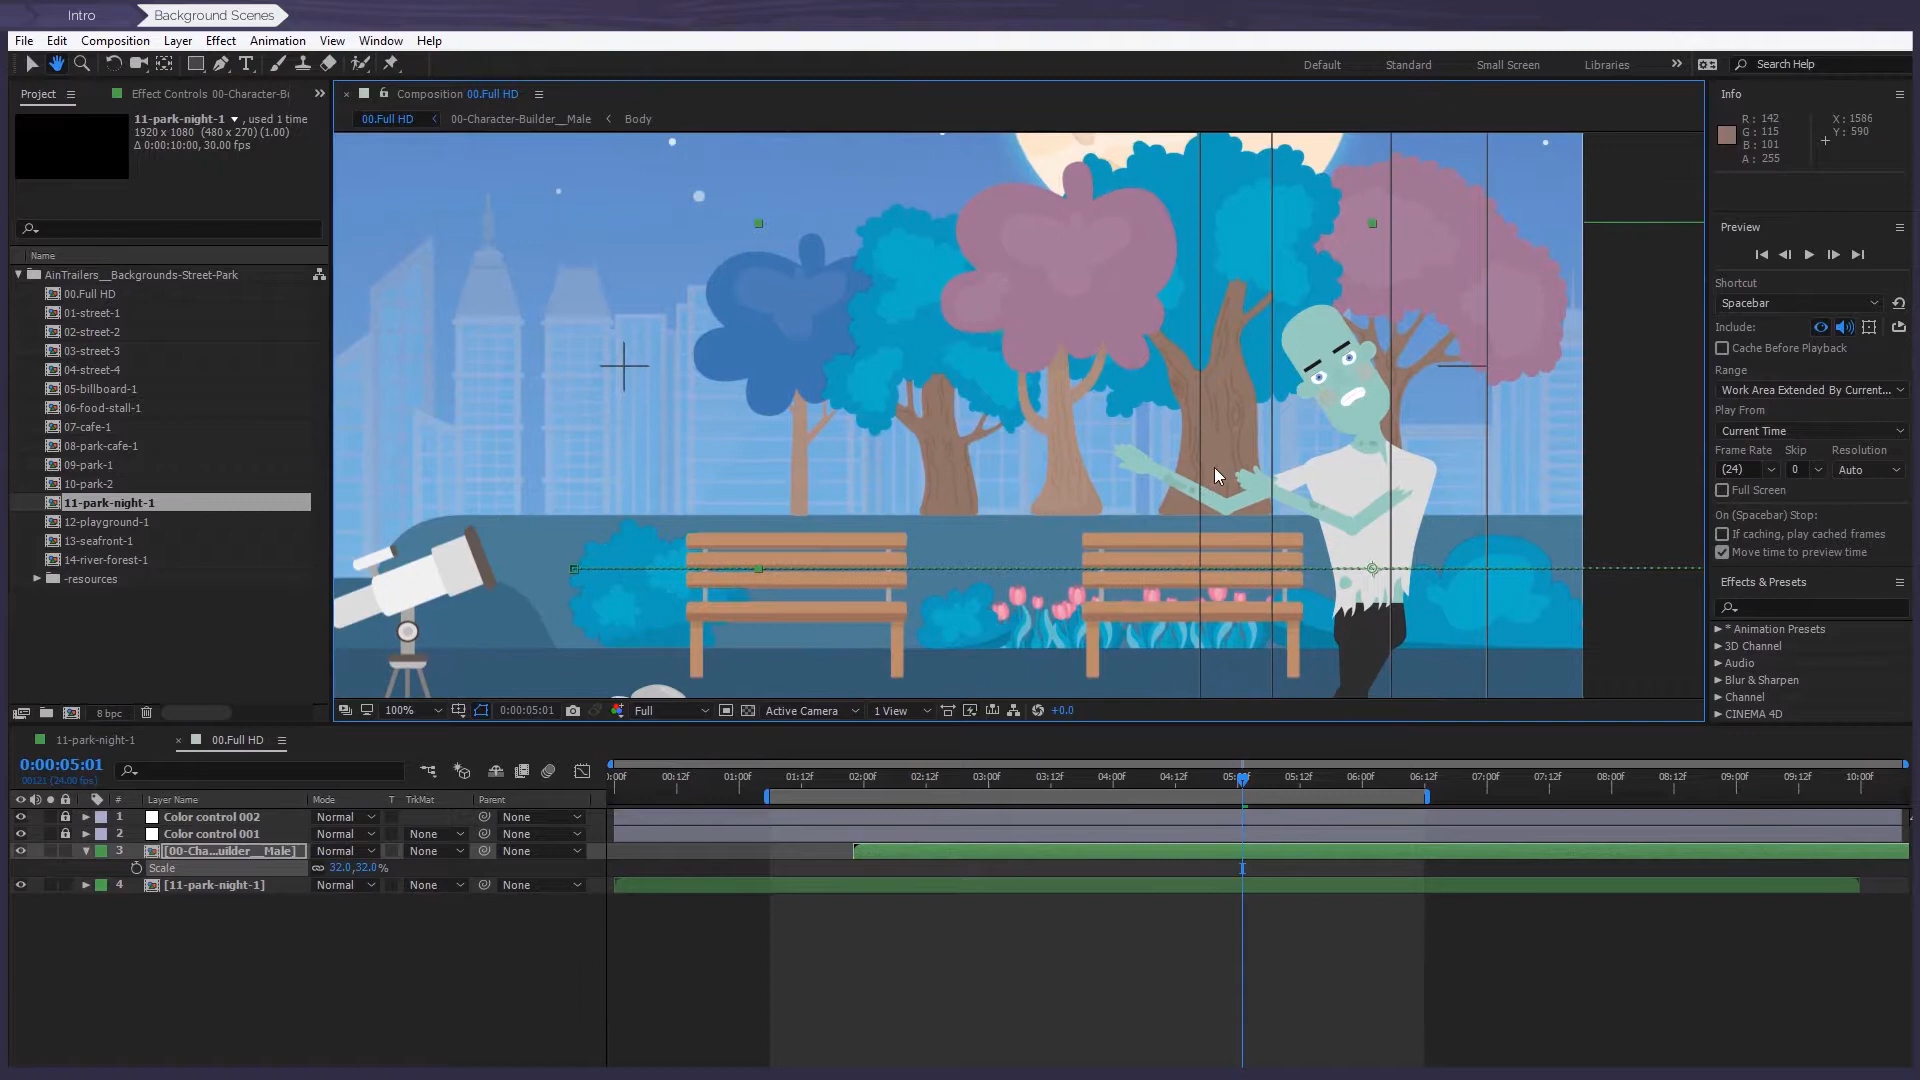 Intro
Background Scenes
File Edit Composition Layer Effect Animation View Window Help
Default Standard Small Screen Libraries
Search Help
Project
Effect Controls 00-Character-Bu
11-park-night-1
, used 1 time
1920 x 1080 (480 x 270) (1.00)
Δ 0:00:10:00, 30.00 fps
Name
AinTrailers__Backgrounds-Street-Park
00.Full HD
01-street-1
02-street-2
03-street-3
04-street-4
05-billboard-1
06-food-stall-1
07-cafe-1
08-park-cafe-1
09-park-1
10-park-2
11-park-night-1
12-playground-1
13-seafront-1
14-river-forest-1
-resources
8 bpc
Composition 00.Full HD
00.Full HD
00-Character-Builder__Male
Body
100%
0:00:05:01
Full
Active Camera
1 View
+0.0
Info
R: 142
G: 115
B: 101
A: 255
X: 1586
Y: 590
Preview
Shortcut
Spacebar
Include:
Cache Before Playback
Range
Work Area Extended By Current...
Play From
Current Time
Frame Rate Skip Resolution
(24) 0 Auto
Full Screen
On (Spacebar) Stop:
If caching, play cached frames
Move time to preview time
Effects & Presets
* Animation Presets
3D Channel
Audio
Blur & Sharpen
Channel
CINEMA 4D
11-park-night-1
00.Full HD
0:00:05:01
00121 (24.00 fps)
:00f 00:12f 01:00f 01:12f 02:00f 02:12f 03:00f 03:12f 04:00f 04:12f 05:00f 05:12f 06:00f 06:12f 07:00f 07:12f 08:00f 08:12f 09:00f 09:12f 10:00f
# Layer Name Mode T TrkMat Parent
1 Color control 002 Normal None
2 Color control 001 Normal None None
3 [00-Cha...uilder__Male] Normal None None
Scale 32.0,32.0%
4 [11-park-night-1] Normal None None